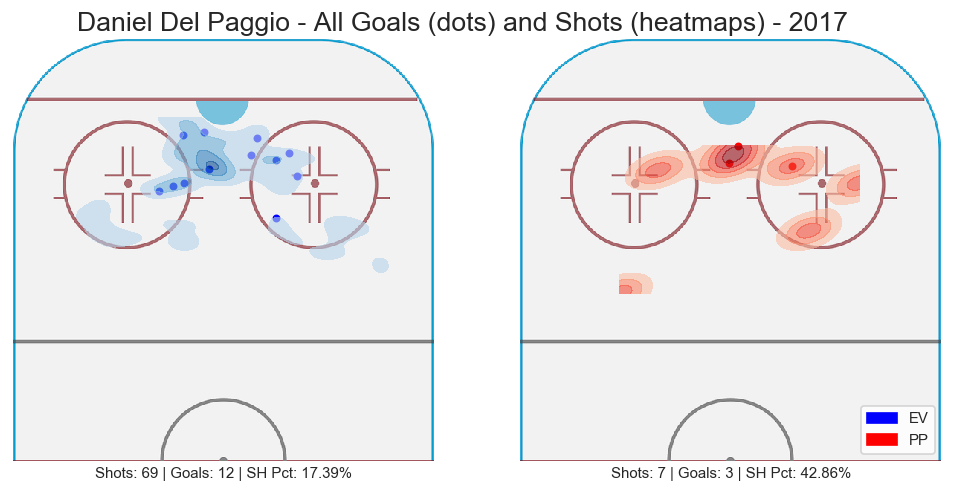 Daniel Del Paggio - All Goals (dots) and Shots (heatmaps) - 2017
EV
PP
Shots: 69 | Goals: 12 | SH Pct: 17.39%
Shots: 7 | Goals: 3 | SH Pct: 42.86%